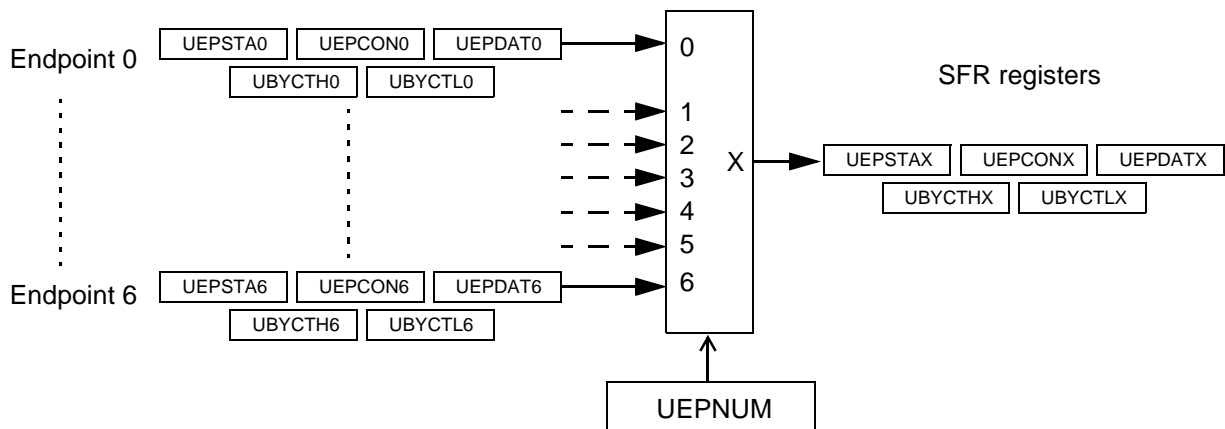 Endpoint 0
UEPSTA0 UEPCON0 UEPDAT0
UBYCTH0 UBYCTL0
0
1
2
3
4
5
6
X
SFR registers
UEPSTAX UEPCONX UEPDATX
UBYCTHX UBYCTLX
Endpoint 6
UEPSTA6 UEPCON6 UEPDAT6
UBYCTH6 UBYCTL6
UEPNUM